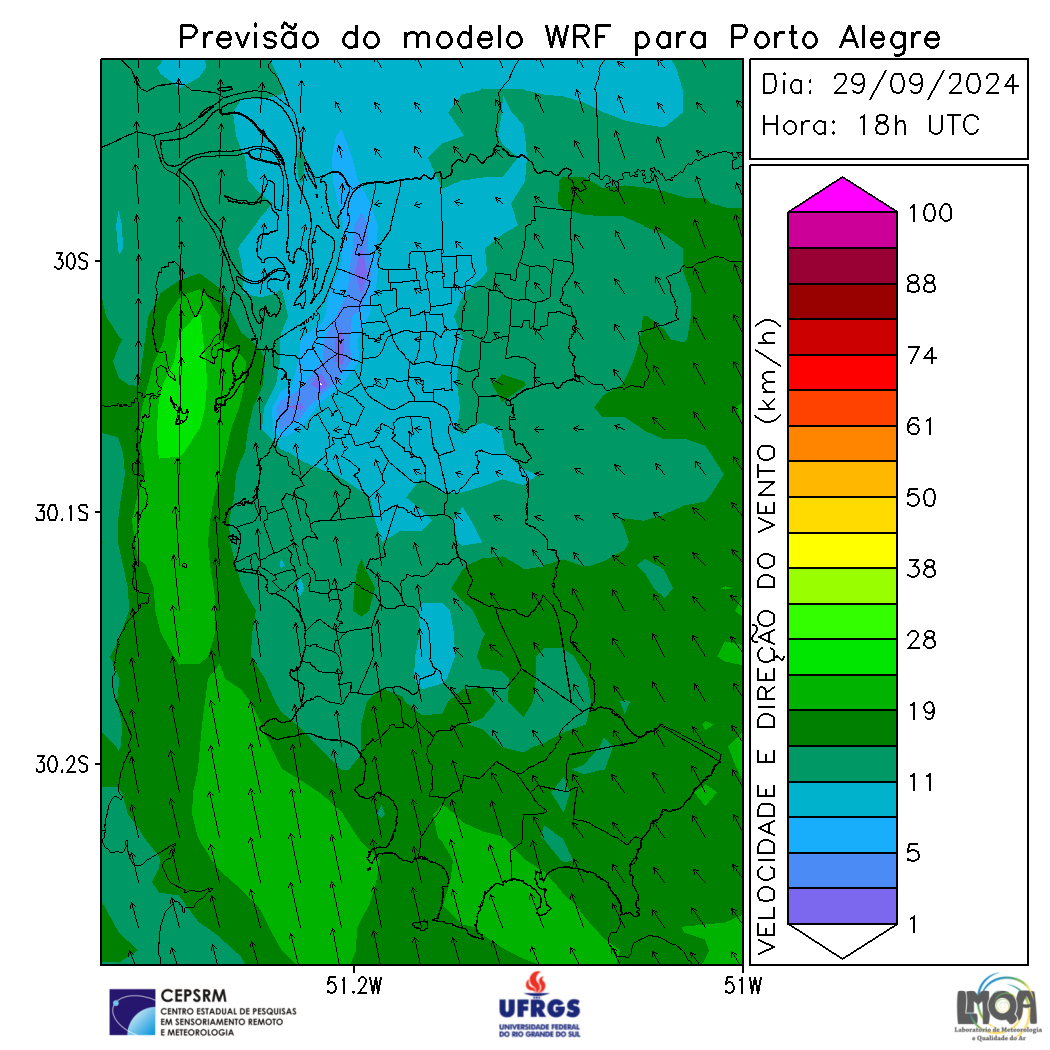 Previsão do modelo WRF para Porto Alegre
Dia: 29/09/2024
Hora: 18h UTC
30S
30.1S
30.2S
51.2W
51W
VELOCIDADE E DIREÇÃO DO VENTO (km/h)
100
88
74
61
50
38
28
19
11
5
1
CEPSRM
CENTRO ESTADUAL DE PESQUISAS
EM SENSORIAMENTO REMOTO
E METEOROLOGIA
UFRGS
UNIVERSIDADE FEDERAL
DO RIO GRANDE DO SUL
LMQA
Laboratório de Meteorologia
e Qualidade do Ar